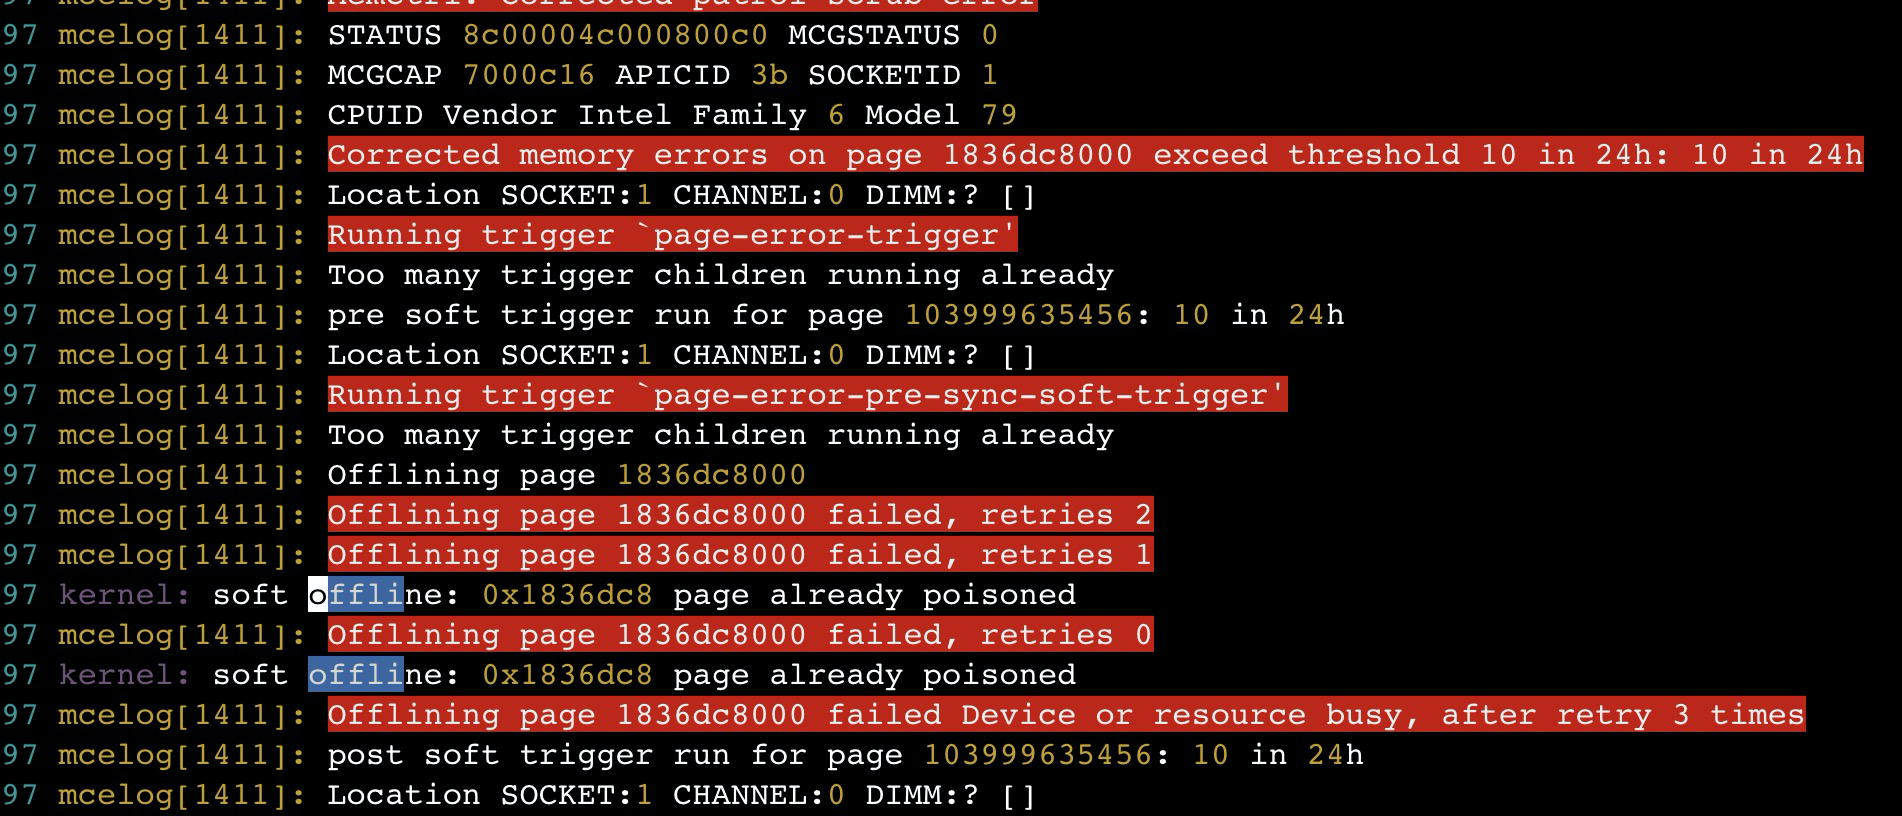 97 mcelog[1411]: MemCtrl: Corrected patrol scrub error
97 mcelog[1411]: STATUS 8c00004c000800c0 MCGSTATUS 0
97 mcelog[1411]: MCGCAP 7000c16 APICID 3b SOCKETID 1
97 mcelog[1411]: CPUID Vendor Intel Family 6 Model 79
97 mcelog[1411]: Corrected memory errors on page 1836dc8000 exceed threshold 10 in 24h: 10 in 24h
97 mcelog[1411]: Location SOCKET:1 CHANNEL:0 DIMM:? []
97 mcelog[1411]: Running trigger `page-error-trigger'
97 mcelog[1411]: Too many trigger children running already
97 mcelog[1411]: pre soft trigger run for page 103999635456: 10 in 24h
97 mcelog[1411]: Location SOCKET:1 CHANNEL:0 DIMM:? []
97 mcelog[1411]: Running trigger `page-error-pre-sync-soft-trigger'
97 mcelog[1411]: Too many trigger children running already
97 mcelog[1411]: Offlining page 1836dc8000
97 mcelog[1411]: Offlining page 1836dc8000 failed, retries 2
97 mcelog[1411]: Offlining page 1836dc8000 failed, retries 1
97 kernel: soft offline: 0x1836dc8 page already poisoned
97 mcelog[1411]: Offlining page 1836dc8000 failed, retries 0
97 kernel: soft offline: 0x1836dc8 page already poisoned
97 mcelog[1411]: Offlining page 1836dc8000 failed Device or resource busy, after retry 3 times
97 mcelog[1411]: post soft trigger run for page 103999635456: 10 in 24h
97 mcelog[1411]: Location SOCKET:1 CHANNEL:0 DIMM:? []